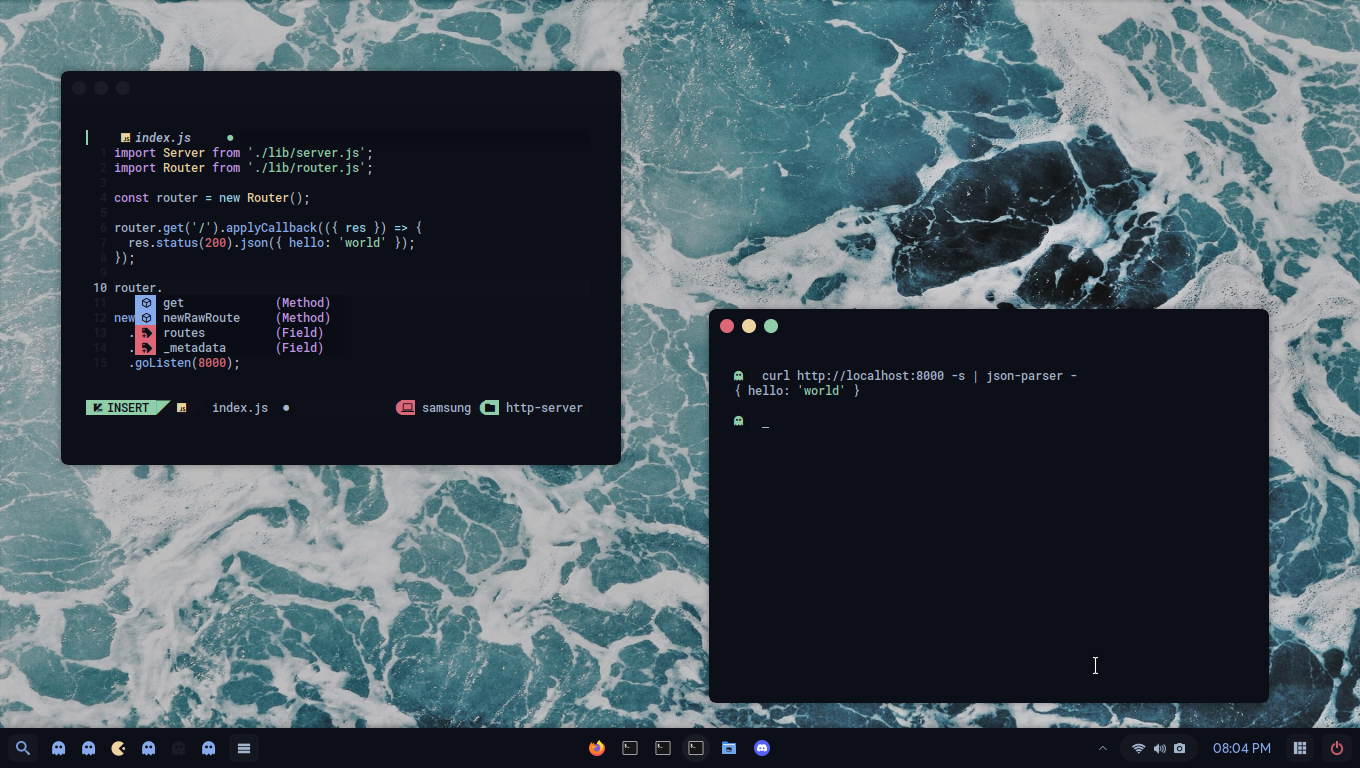 index.js
1 import Server from './lib/server.js';
2 import Router from './lib/router.js';
3
4 const router = new Router();
5
6 router.get('/').applyCallback(({ res }) => {
7 res.status(200).json({ hello: 'world' });
8 });
9
10 router.
11 get (Method)
12 new newRawRoute (Method)
13 . routes (Field)
14 . _metadata (Field)
15 .goListen(8000);
INSERT index.js samsung http-server
curl http://localhost:8000 -s | json-parser -
{ hello: 'world' }
_
08:04 PM